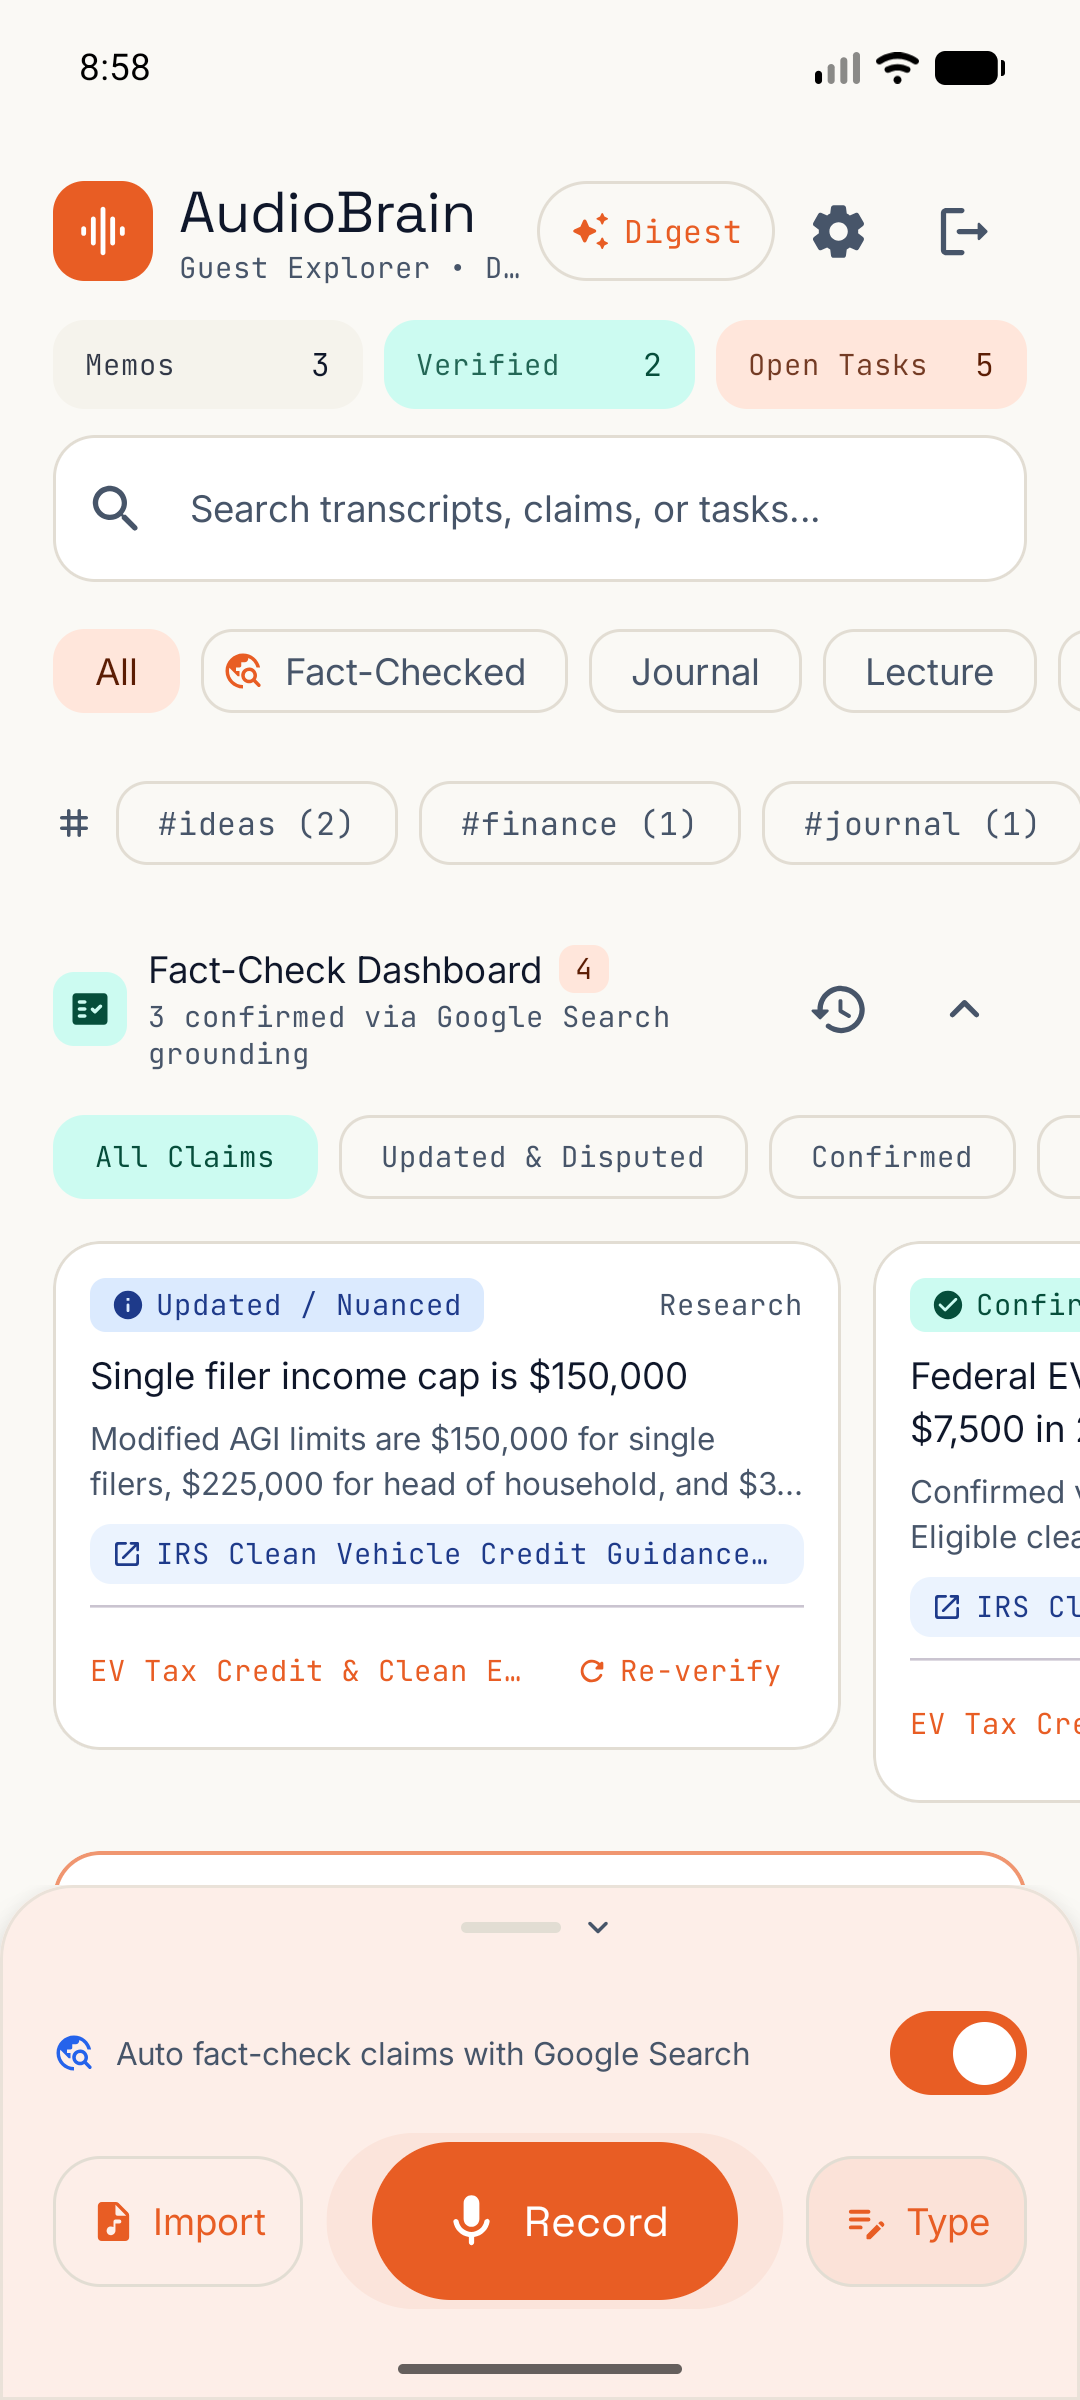 8:58
AudioBrain
Guest Explorer • D…
Digest
Memos 3
Verified 2
Open Tasks 5
Search transcripts, claims, or tasks...
All
Fact-Checked
Journal
Lecture
#ideas (2)
#finance (1)
#journal (1)
Fact-Check Dashboard 4
3 confirmed via Google Search
grounding
All Claims
Updated & Disputed
Confirmed
Updated / Nuanced
Research
Single filer income cap is $150,000
Modified AGI limits are $150,000 for single
filers, $225,000 for head of household, and $3...
IRS Clean Vehicle Credit Guidance…
EV Tax Credit & Clean E…
Re-verify
Federal EV
$7,500 in
Confirmed
IRS
EV Tax
Auto fact-check claims with Google Search
Import
Record
Type